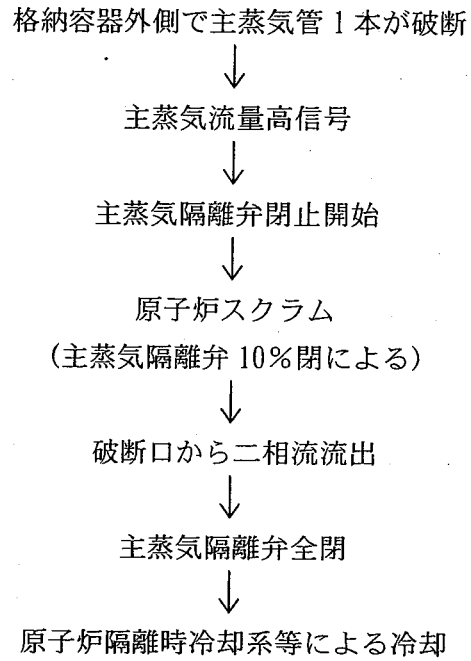 格納容器外側で主蒸気管1本が破断
↓
主蒸気流量高信号
↓
主蒸気隔離弁閉止開始
↓
原子炉スクラム
(主蒸気隔離弁10%閉による)
↓
破断口から二相流流出
↓
主蒸気隔離弁全閉
↓
原子炉隔離時冷却系等による冷却